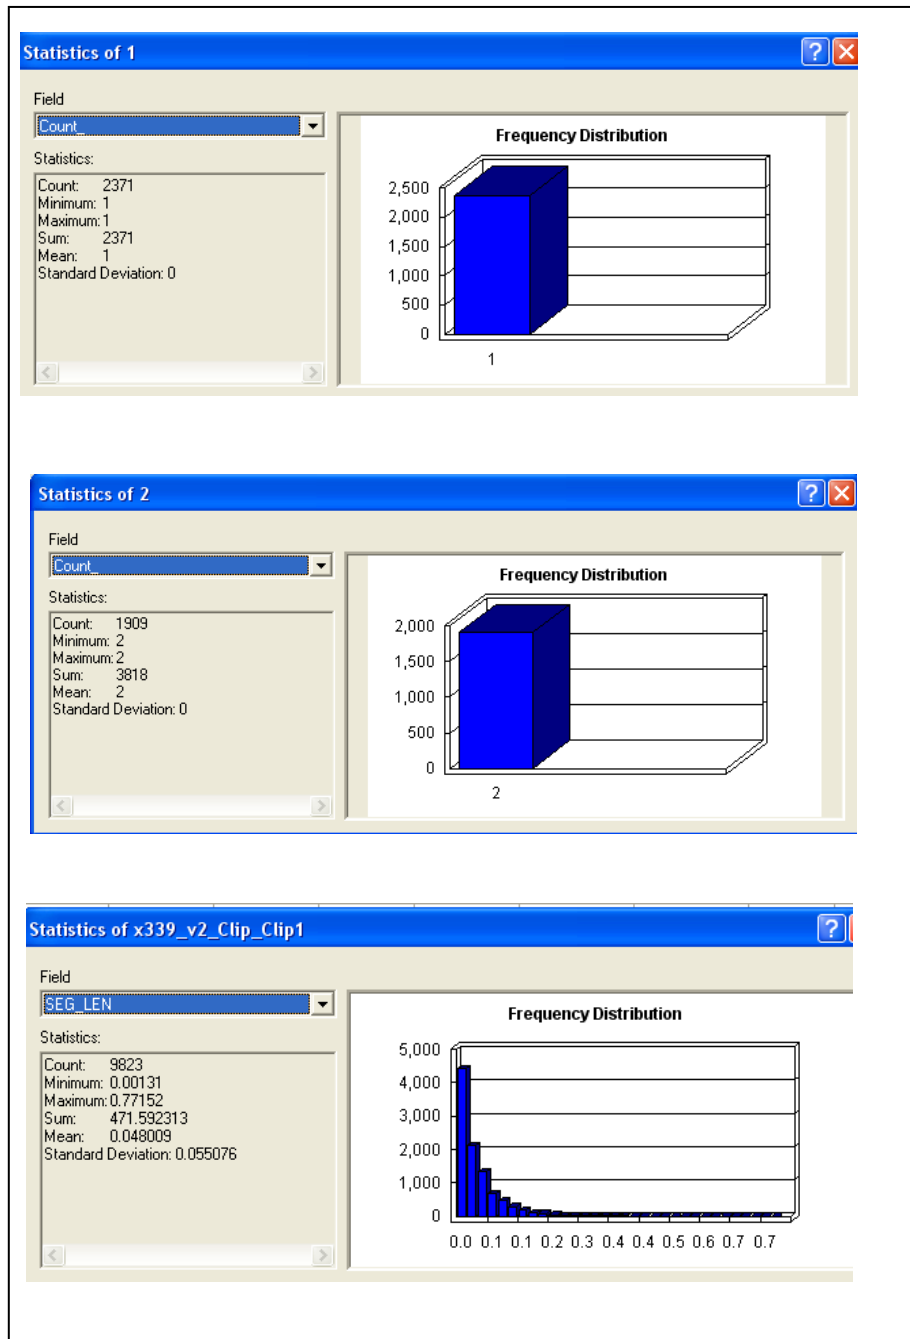 Statistics of 1
Field
Count_
Statistics:
Count: 2371
Minimum: 1
Maximum: 1
Sum: 2371
Mean: 1
Standard Deviation: 0
Frequency Distribution
2,500
2,000
1,500
1,000
500
0
1
Statistics of 2
Field
Count_
Statistics:
Count: 1909
Minimum: 2
Maximum: 2
Sum: 3818
Mean: 2
Standard Deviation: 0
Frequency Distribution
2,000
1,500
1,000
500
0
2
Statistics of x339_v2_Clip_Clip1
Field
SEG_LEN
Statistics:
Count: 9823
Minimum: 0.00131
Maximum: 0.77152
Sum: 471.592313
Mean: 0.048009
Standard Deviation: 0.055076
Frequency Distribution
5,000
4,000
3,000
2,000
1,000
0
0.0 0.1 0.1 0.2 0.3 0.4 0.4 0.5 0.6 0.7 0.7